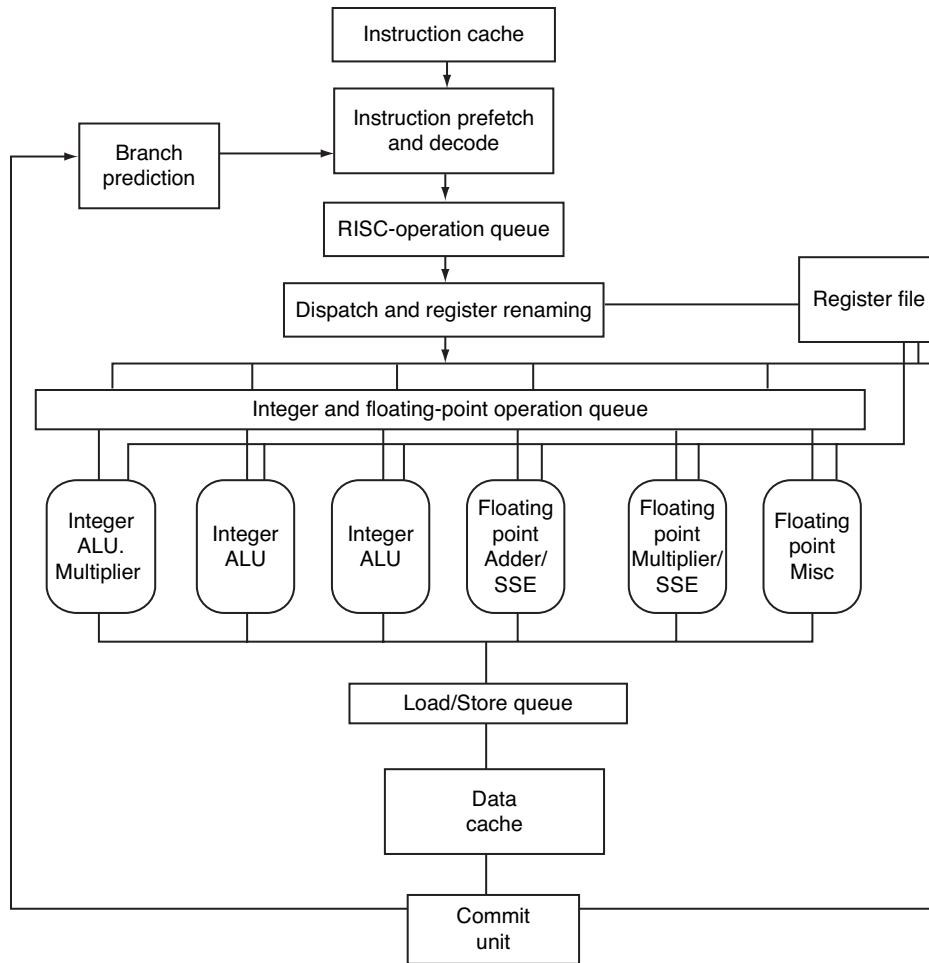 Instruction cache
Instruction prefetch
and decode
Branch
prediction
RISC-operation queue
Dispatch and register renaming
Register file
Integer and floating-point operation queue
Integer
ALU.
Multiplier
Integer
ALU
Integer
ALU
Floating
point
Adder/
SSE
Floating
point
Multiplier/
SSE
Floating
point
Misc
Load/Store queue
Data
cache
Commit
unit